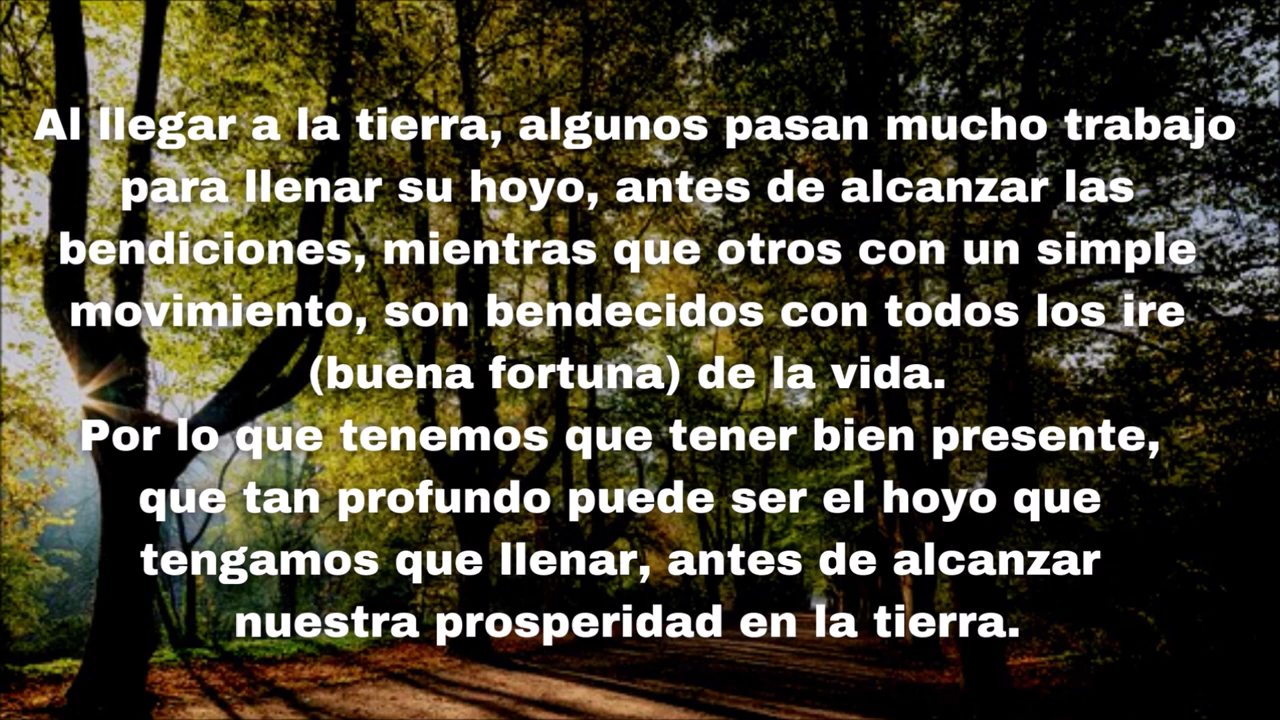 Al llegar a la tierra, algunos pasan mucho trabajo
para llenar su hoyo, antes de alcanzar las
bendiciones, mientras que otros con un simple
movimiento, son bendecidos con todos los ire
(buena fortuna) de la vida.
Por lo que tenemos que tener bien presente,
que tan profundo puede ser el hoyo que
tengamos que llenar, antes de alcanzar
nuestra prosperidad en la tierra.